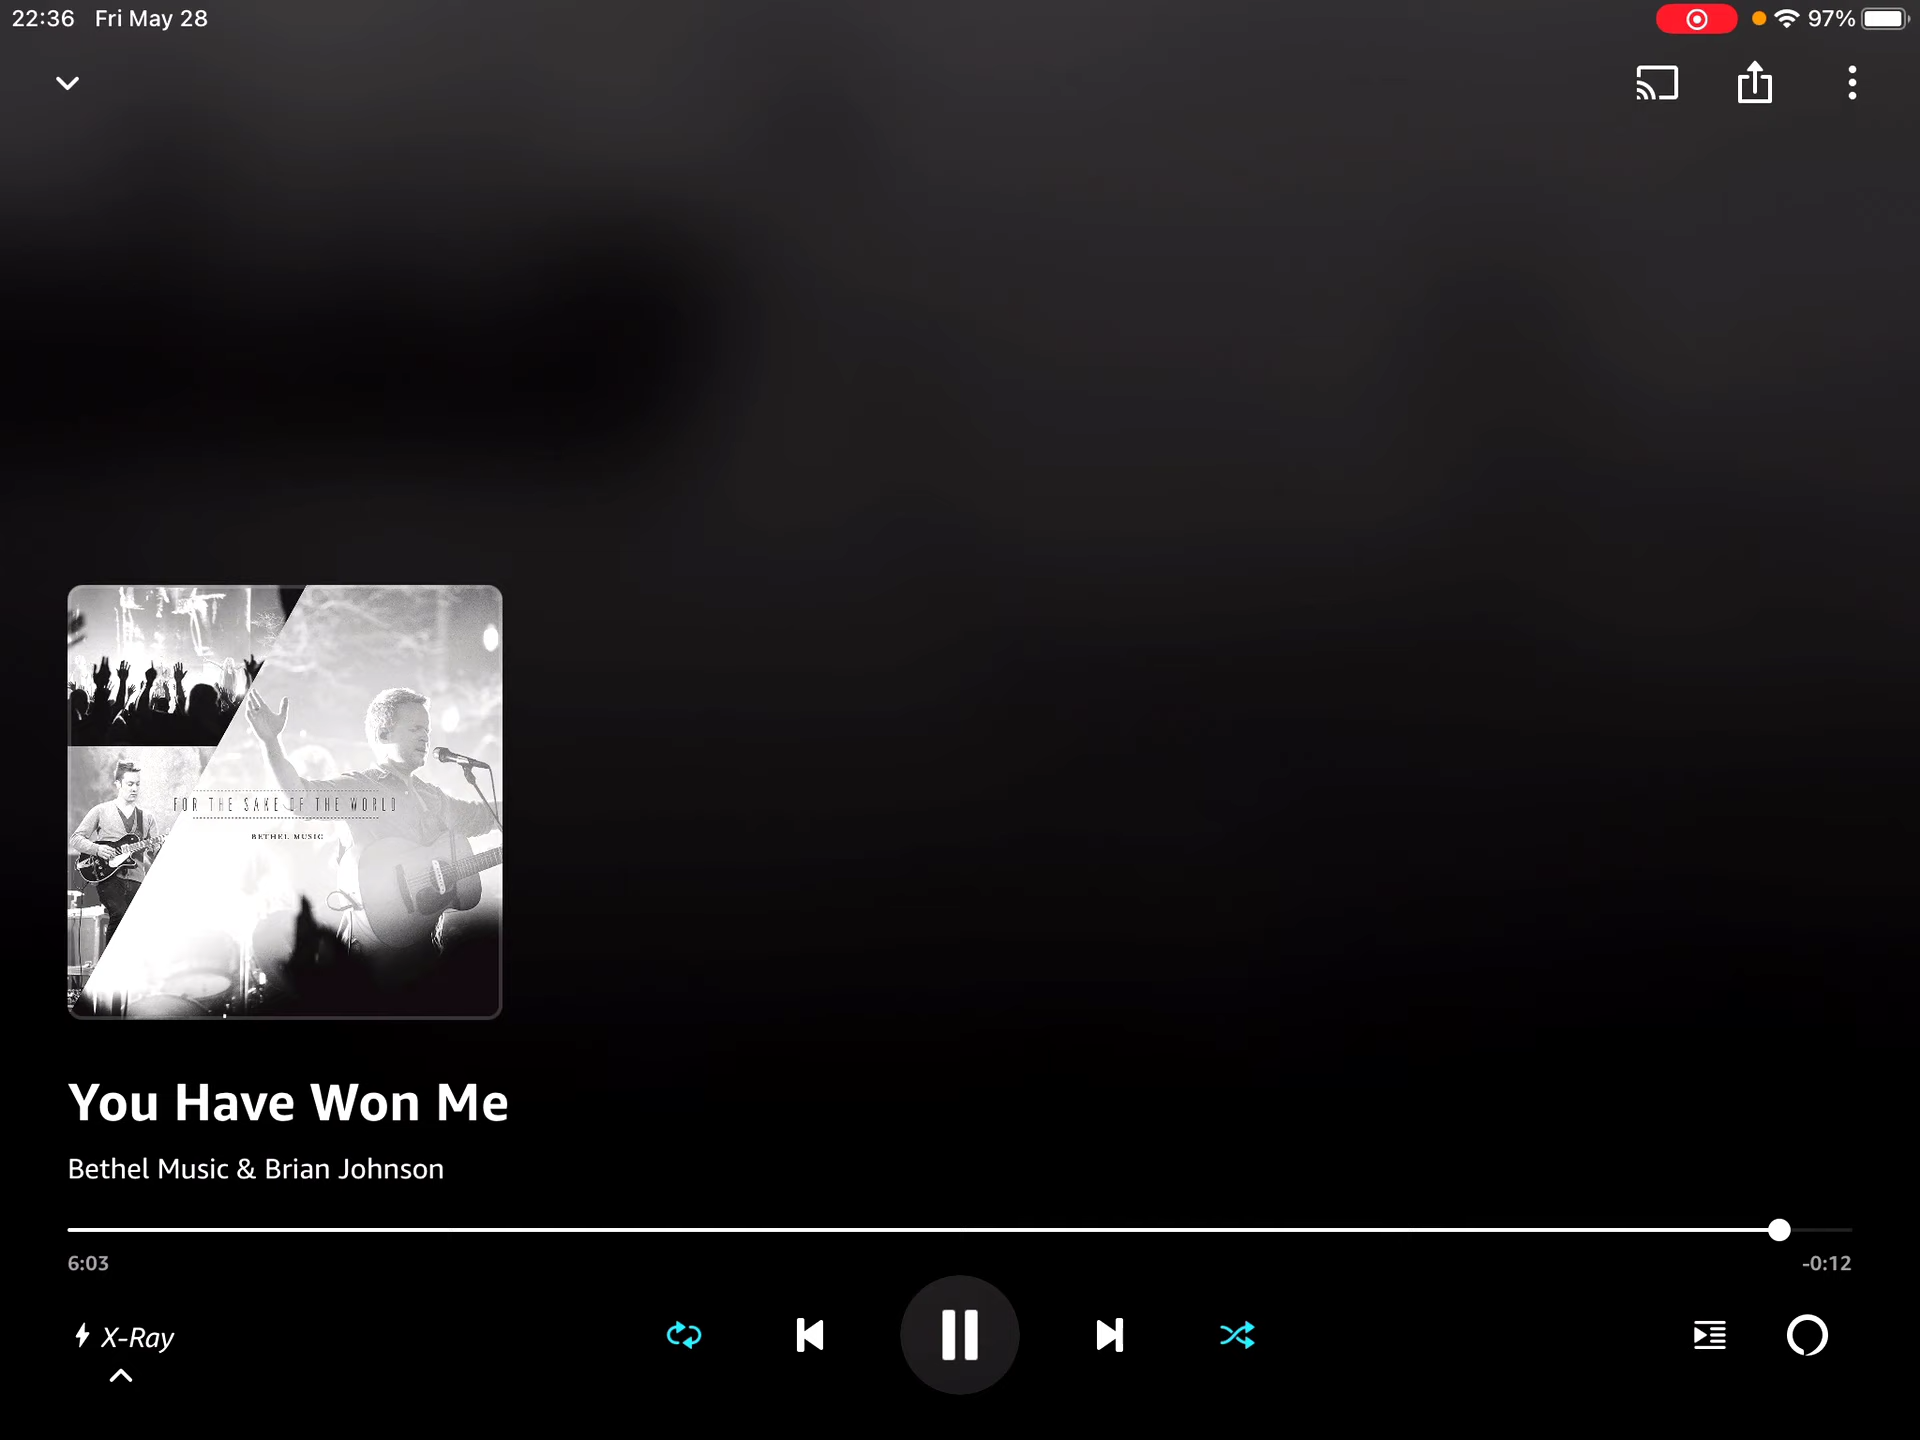 22:36 Fri May 28
97%
FOR THE SAKE OF THE WORLD
BETHEL MUSIC
You Have Won Me
Bethel Music & Brian Johnson
6:03
-0:12
X-Ray